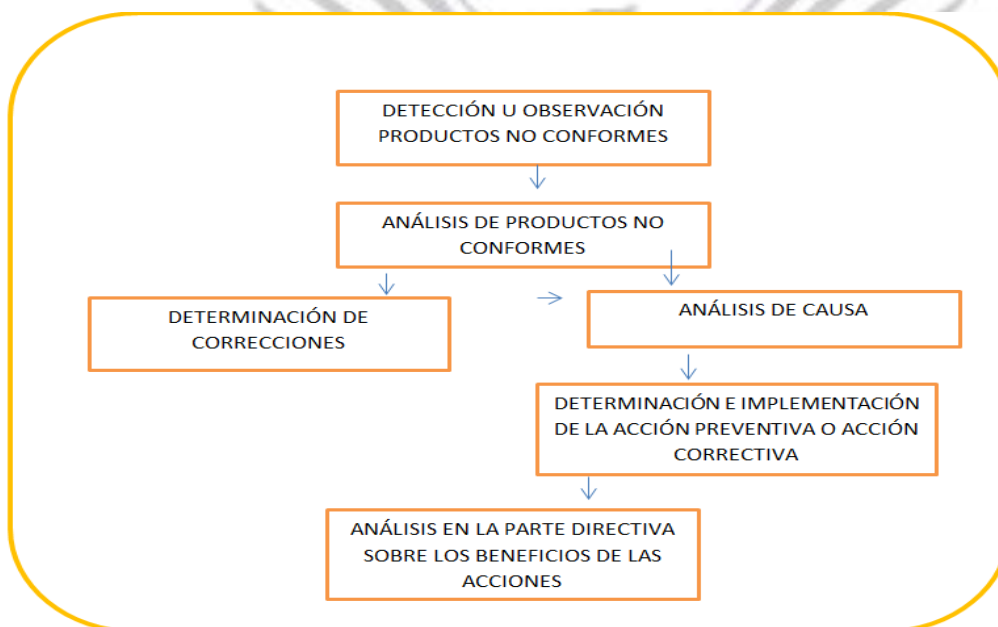 DETECCIÓN U OBSERVACIÓN
PRODUCTOS NO CONFORMES
ANÁLISIS DE PRODUCTOS NO
CONFORMES
DETERMINACIÓN DE
CORRECCIONES
ANÁLISIS DE CAUSA
DETERMINACIÓN E IMPLEMENTACIÓN
DE LA ACCIÓN PREVENTIVA O ACCIÓN
CORRECTIVA
ANÁLISIS EN LA PARTE DIRECTIVA
SOBRE LOS BENEFICIOS DE LAS
ACCIONES